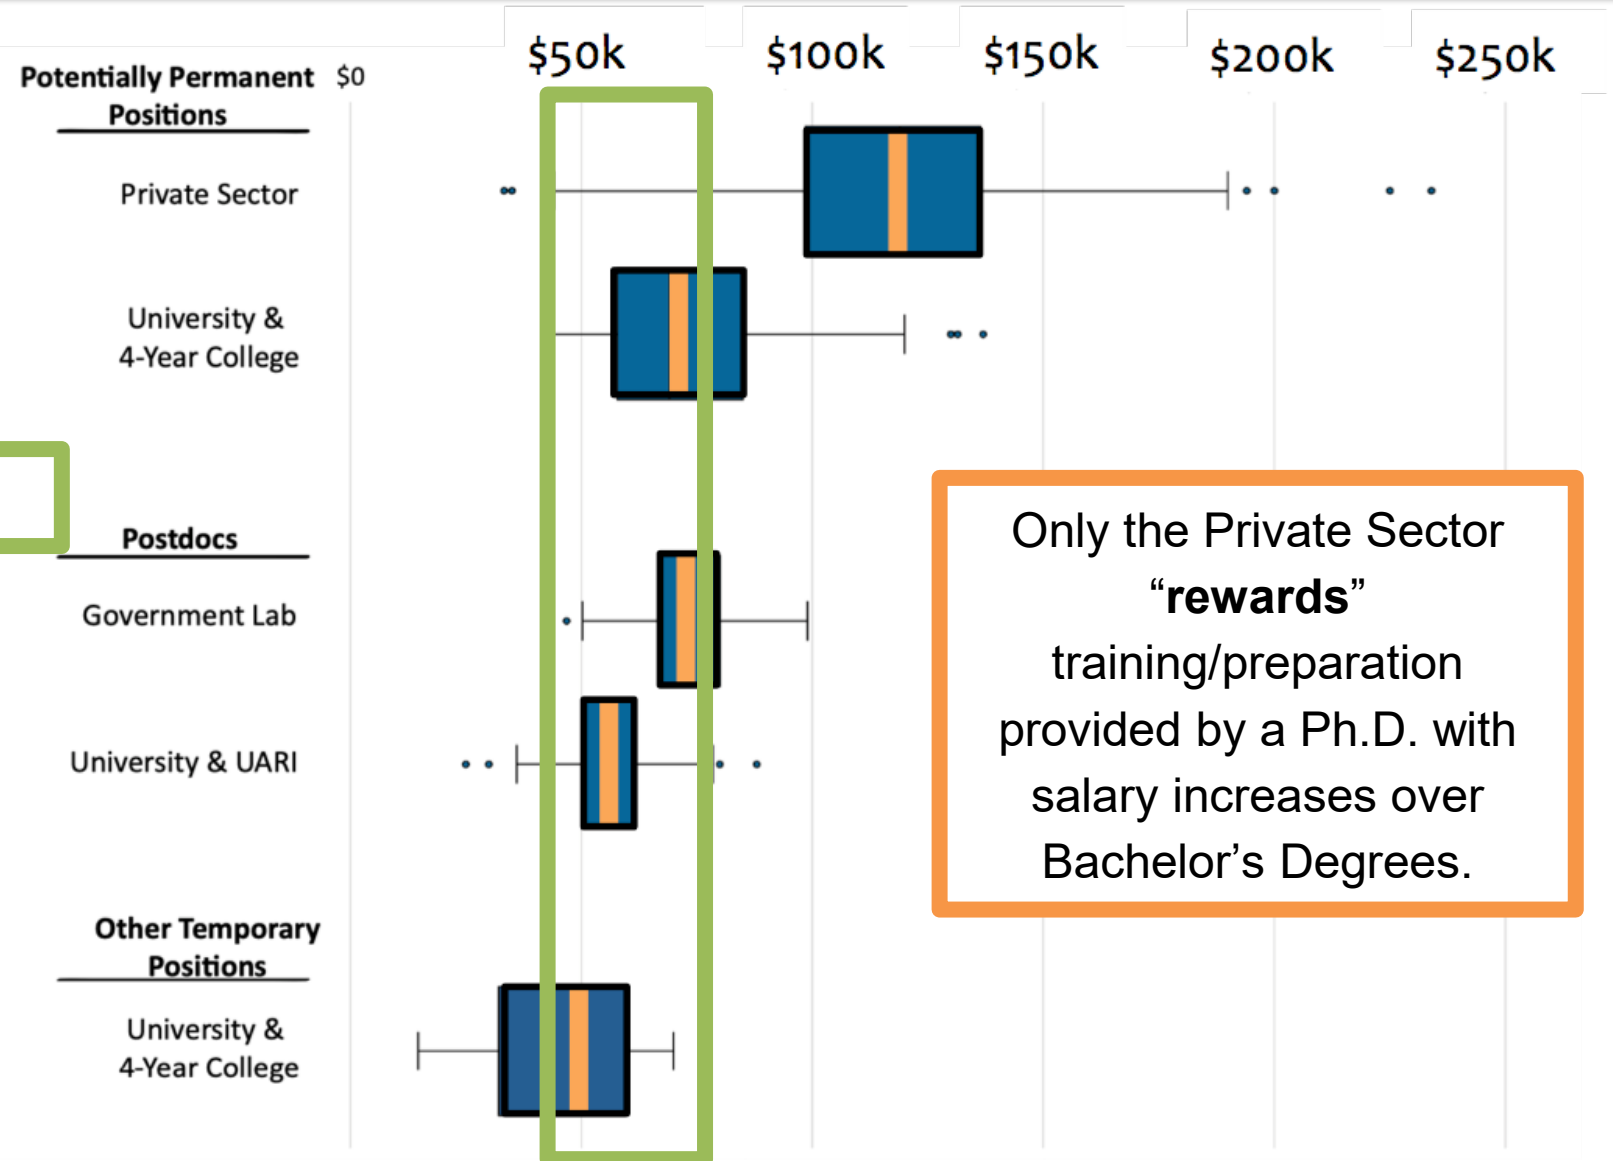 $50k $100k $150k $200k $250k
Potentially Permanent $0
Positions
Private Sector
University &
4-Year College
Postdocs
Government Lab
University & UARI
Other Temporary
Positions
University &
4-Year College
Only the Private Sector
“rewards”
training/preparation
provided by a Ph.D. with
salary increases over
Bachelor’s Degrees.